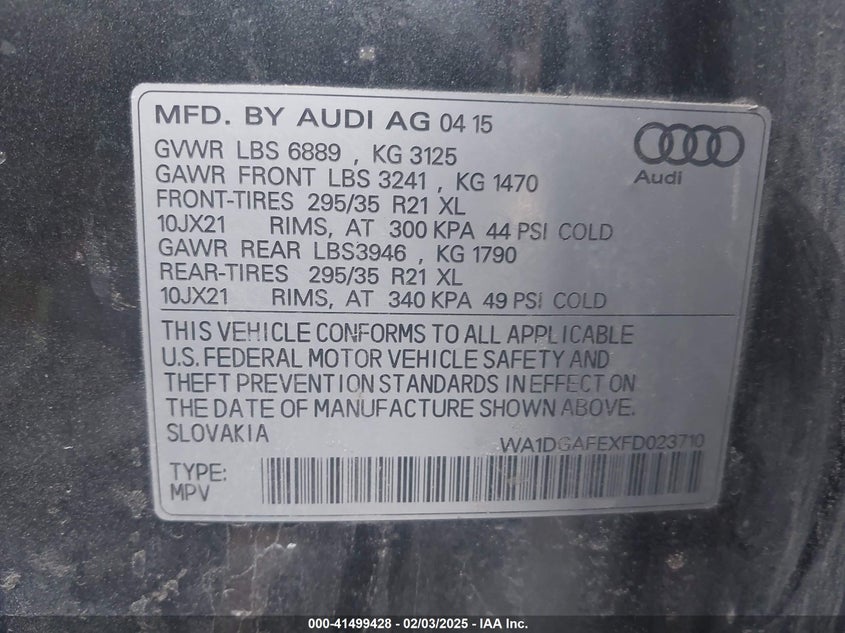 MFD. BY AUDI AG 04 15
GVWR LBS 6889 , KG 3125
GAWR FRONT LBS 3241 , KG 1470
FRONT-TIRES 295/35 R21 XL
10JX21 RIMS, AT 300 KPA 44 PSI COLD
GAWR REAR LBS3946 , KG 1790
REAR-TIRES 295/35 R21 XL
10JX21 RIMS, AT 340 KPA 49 PSI COLD
Audi
THIS VEHICLE CONFORMS TO ALL APPLICABLE
U.S. FEDERAL MOTOR VEHICLE SAFETY AND
THEFT PREVENTION STANDARDS IN EFFECT ON
THE DATE OF MANUFACTURE SHOWN ABOVE.
SLOVAKIA
WA1DGAFEXFD023710
TYPE:
MPV
000-41499428 - 02/03/2025 - IAA Inc.